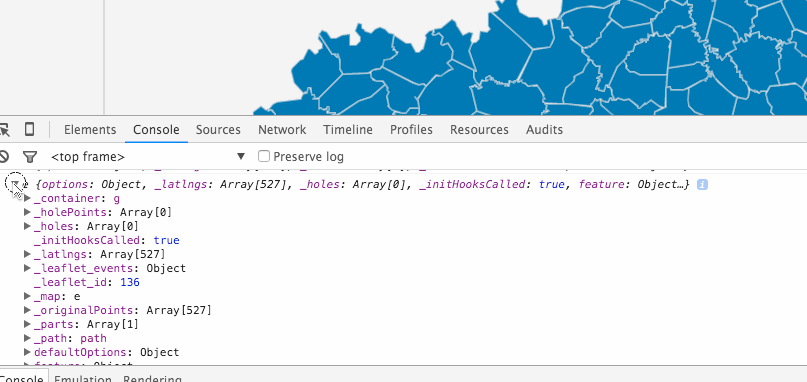 Elements Console Sources Network Timeline Profiles Resources Audits
<top frame> ▼ Preserve log
{options: Object, _latlngs: Array[527], _holes: Array[0], _initHooksCalled: true, feature: Object…} i
▶ _container: g
▶ _holePoints: Array[0]
▶ _holes: Array[0]
_initHooksCalled: true
▶ _latlngs: Array[527]
▶ _leaflet_events: Object
_leaflet_id: 136
▶ _map: e
▶ _originalPoints: Array[527]
▶ _parts: Array[1]
▶ _path: path
▶ defaultOptions: Object
▶ feature: Object
Console Emulation Rendering